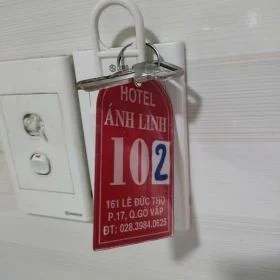 HOTEL
ÁNH LINH
102
161 LÊ ĐỨC THỌ
P.17, Q.GÒ VẤP
ĐT: 028.3984.0625